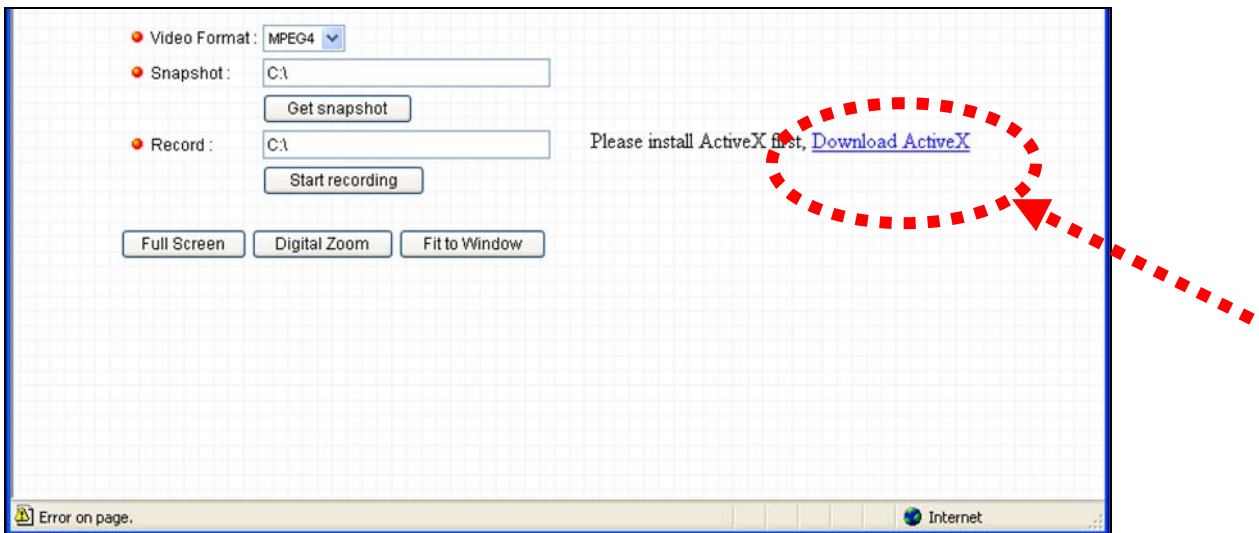 Video Format :  MPEG4
Snapshot :  C:\
Get snapshot
Record :  C:\
Please install ActiveX first, Download ActiveX
Start recording
Full Screen  Digital Zoom  Fit to Window
Error on page.  Internet